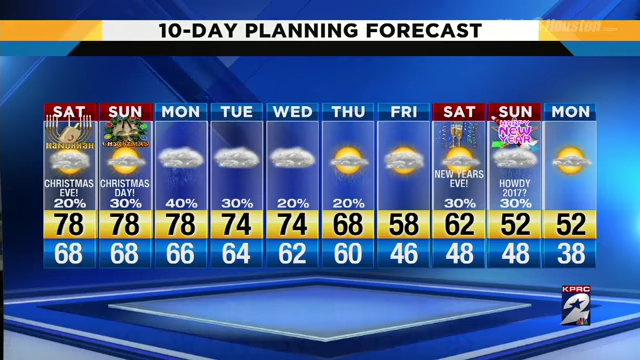 Houston.com
10-DAY PLANNING FORECAST
SAT SUN MON TUE WED THU FRI SAT SUN MON
HANUKKAH
HAPPY
NEW
YEAR
CHRISTMAS EVE!
CHRISTMAS DAY!
NEW YEARS EVE!
HOWDY 2017?
20% 30% 40% 30% 20% 20% 30% 30%
78 78 78 74 74 68 58 62 52 52
68 68 66 64 62 60 46 48 48 38
KPRC
2